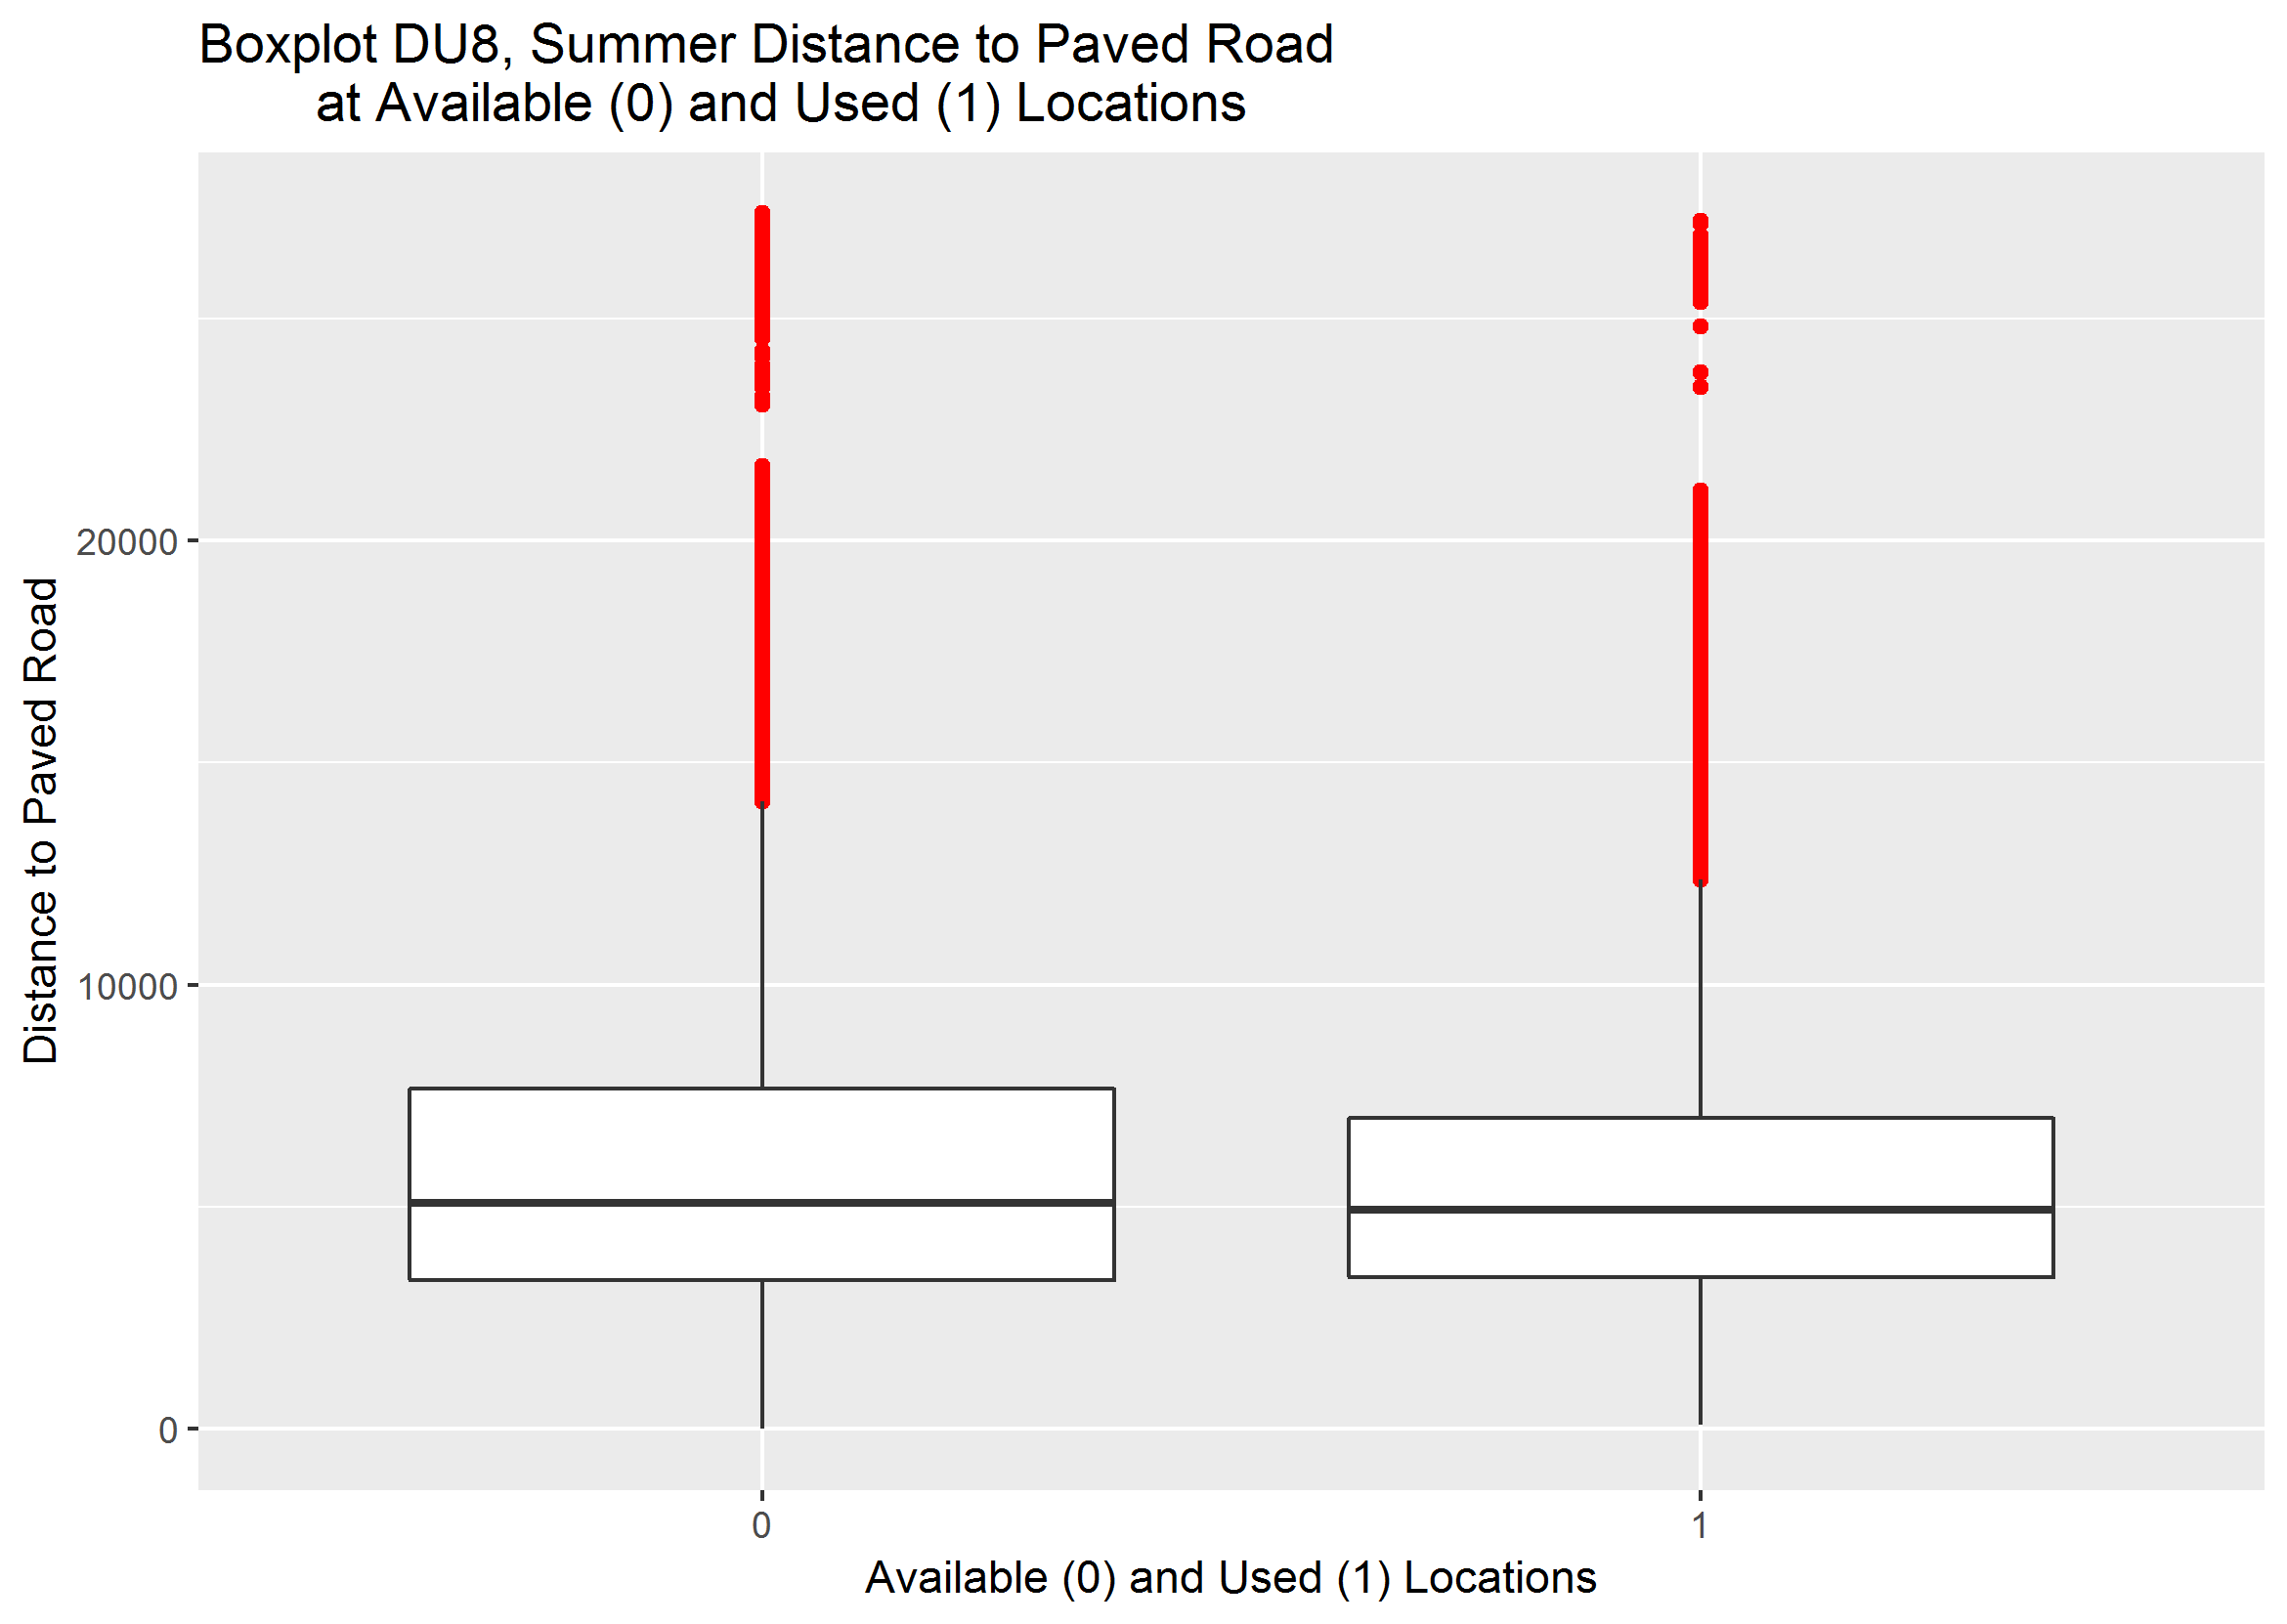 Boxplot DU8, Summer Distance to Paved Road
at Available (0) and Used (1) Locations
Distance to Paved Road
20000
10000
0
0
1
Available (0) and Used (1) Locations